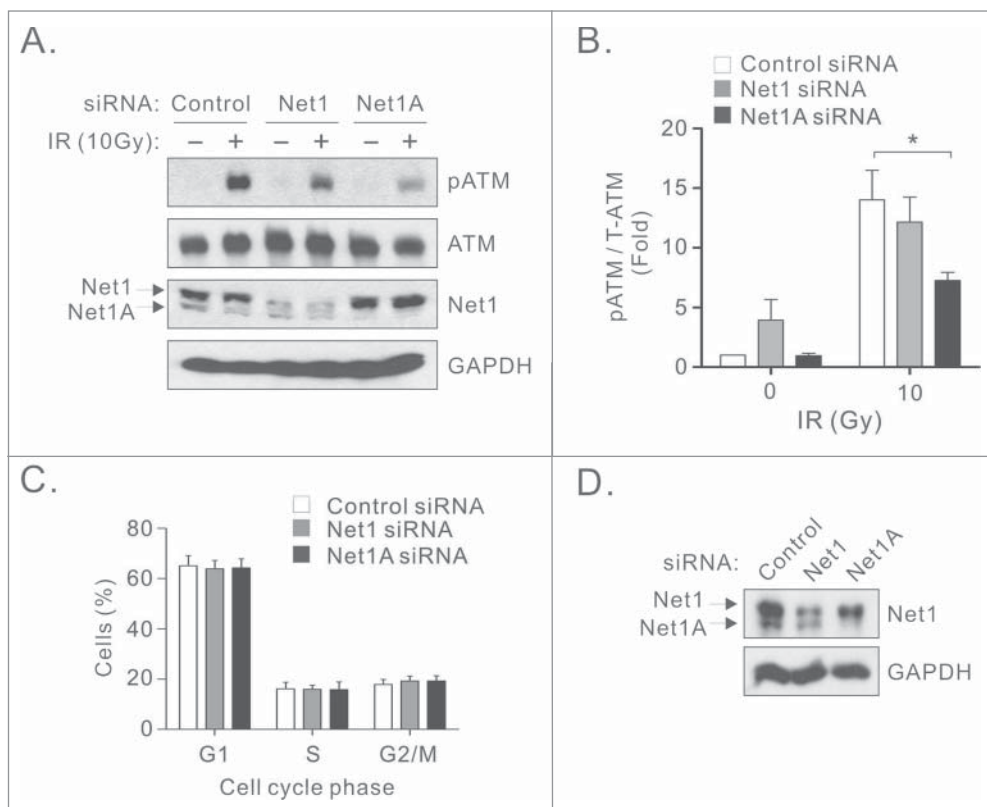 A.
siRNA: Control Net1 Net1A
IR (10Gy): – + – + – +
pATM
ATM
Net1
Net1A
Net1
GAPDH
B.
Control siRNA
Net1 siRNA
Net1A siRNA
20
15
10
5
0
pATM / T-ATM
(Fold)
*
0 10
IR (Gy)
C.
Control siRNA
Net1 siRNA
Net1A siRNA
80
60
40
20
0
Cells (%)
G1 S G2/M
Cell cycle phase
D.
siRNA: Control Net1 Net1A
Net1
Net1A
Net1
GAPDH